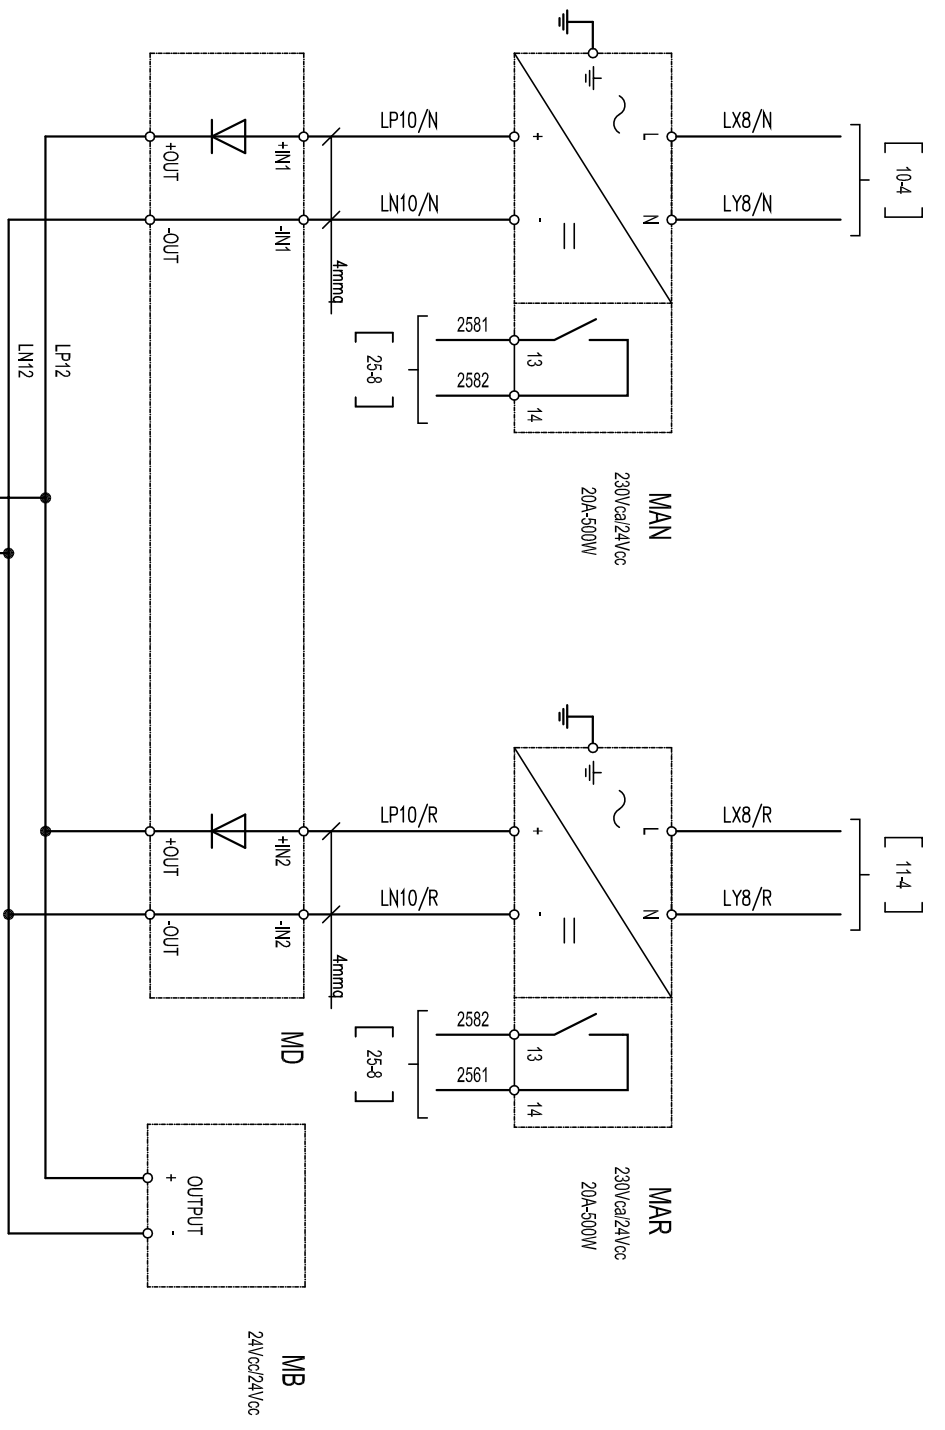 10-4
11-4
LX8/N
LY8/N
LX8/R
LY8/R
L
N
+
-
L
N
+
-
MAN
230Vca/24Vcc
20A-500W
MAR
230Vca/24Vcc
20A-500W
13
14
13
14
2581
2582
2582
2561
25-8
25-8
LP10/N
LN10/N
LP10/R
LN10/R
4mmq
4mmq
+IN1
-IN1
+IN2
-IN2
MD
+OUT
-OUT
+OUT
-OUT
MB
24Vcc/24Vcc
OUTPUT
+
-
LP12
LN12